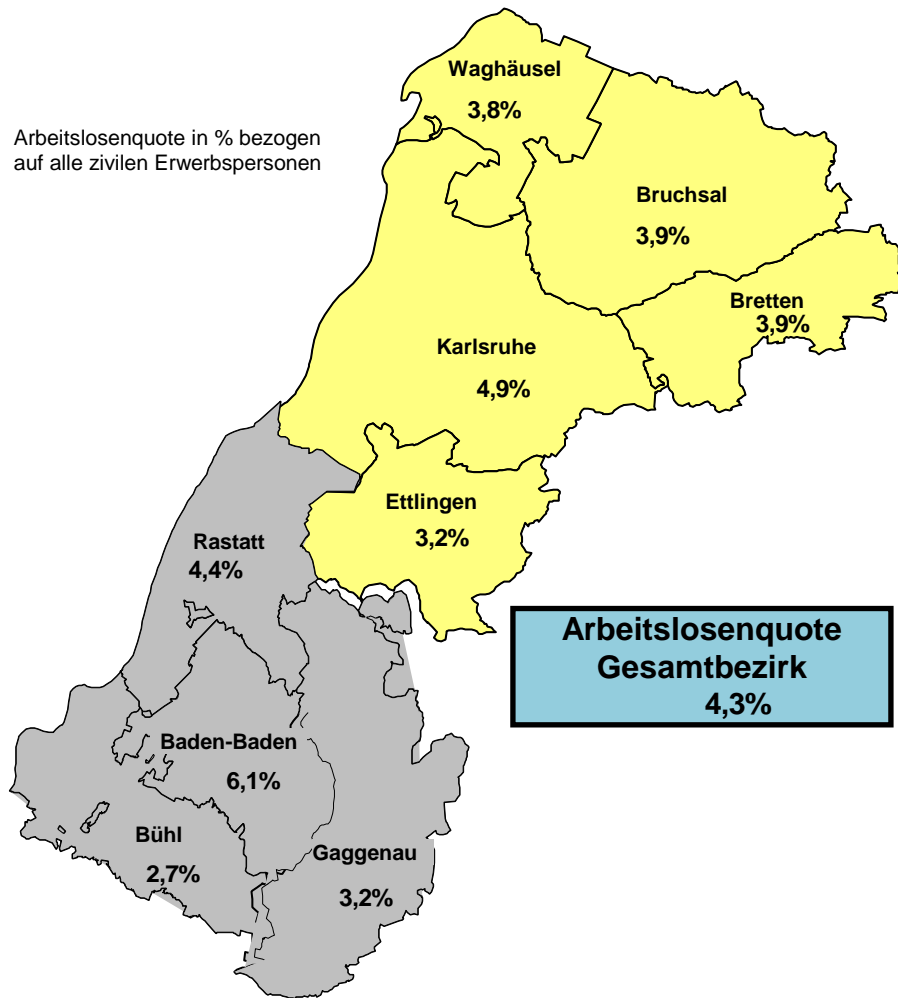 Waghäusel
3,8%
Arbeitslosenquote in % bezogen
auf alle zivilen Erwerbspersonen
Bruchsal
3,9%
Bretten
3,9%
Karlsruhe
4,9%
Ettlingen
3,2%
Rastatt
4,4%
Arbeitslosenquote
Gesamtbezirk
4,3%
Baden-Baden
6,1%
Bühl
2,7%
Gaggenau
3,2%